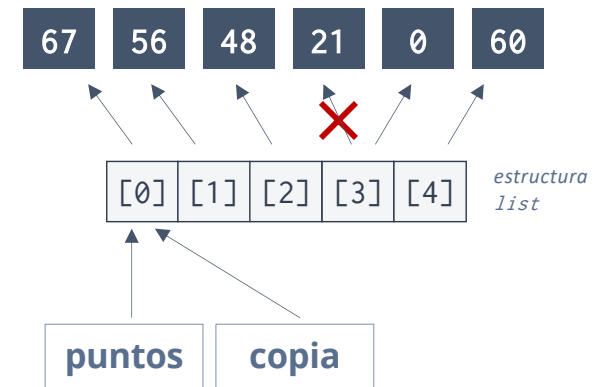 67 56 48 21 0 60
[0] [1] [2] [3] [4]
estructura
list
puntos copia